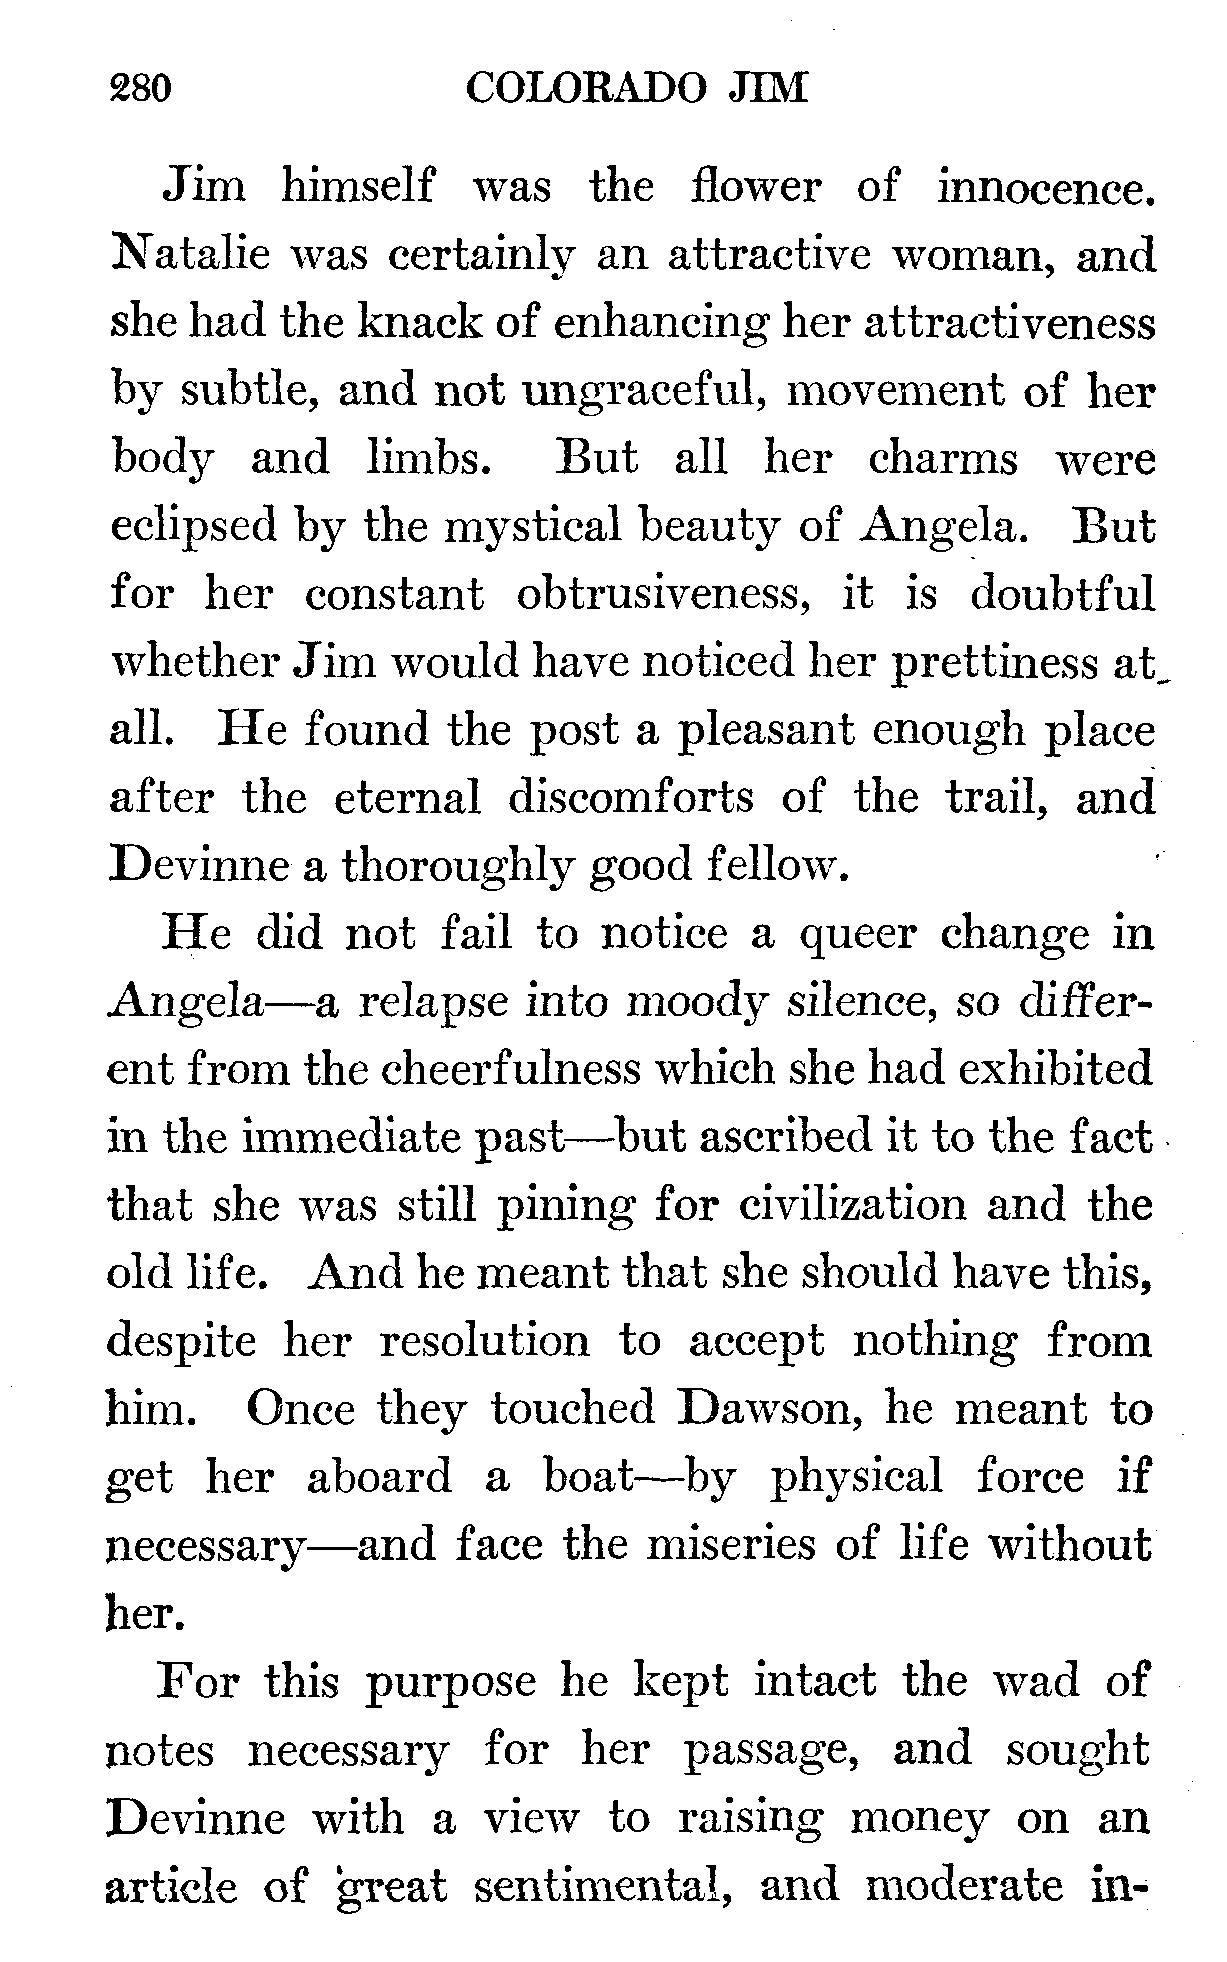 280 COLORADO JIM
Jim himself was the flower of innocence.
Natalie was certainly an attractive woman, and
she had the knack of enhancing her attractiveness
by subtle, and not ungraceful, movement of her
body and limbs. But all her charms were
eclipsed by the mystical beauty of Angela. But
for her constant obtrusiveness, it is doubtful
whether Jim would have noticed her prettiness at
all. He found the post a pleasant enough place
after the eternal discomforts of the trail, and
Devinne a thoroughly good fellow.
He did not fail to notice a queer change in
Angela—a relapse into moody silence, so differ-
ent from the cheerfulness which she had exhibited
in the immediate past—but ascribed it to the fact
that she was still pining for civilization and the
old life. And he meant that she should have this,
despite her resolution to accept nothing from
him. Once they touched Dawson, he meant to
get her aboard a boat—by physical force if
necessary—and face the miseries of life without
her.
For this purpose he kept intact the wad of
notes necessary for her passage, and sought
Devinne with a view to raising money on an
article of great sentimental, and moderate in-